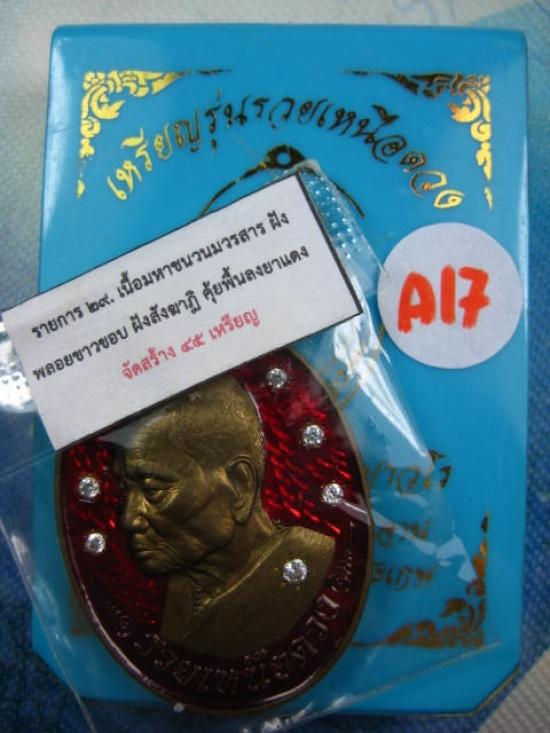 เหรียญรุ่นรวยเหนือดวง
A17
รายการ ๒๙. เนื้อมหาชนวนมวรสาร ฝัง
พลอยขาวขอบ ฝังสังฆาฏิ คุ้ยพื้นลงยาแดง
จัดสร้าง ๔๕ เหรียญ
รวยเหนือดวง